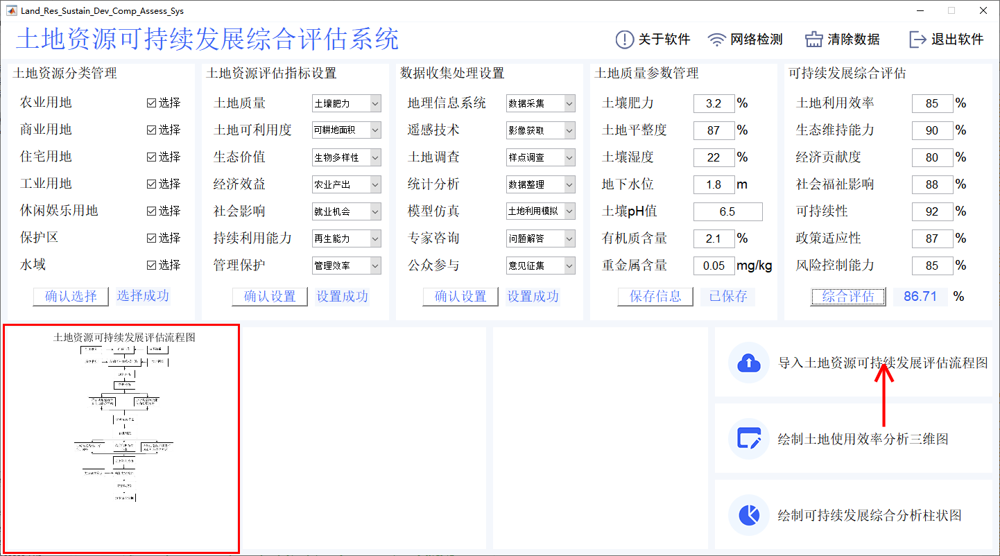 Land_Res_Sustain_Dev_Comp_Assess_Sys
土地资源可持续发展综合评估系统
关于软件 网络检测 清除数据 退出软件
土地资源分类管理
农业用地 选择
商业用地 选择
住宅用地 选择
工业用地 选择
休闲娱乐用地 选择
保护区 选择
水域 选择
确认选择 选择成功
土地资源评估指标设置
土地质量 土壤肥力
土地可利用度 可耕地面积
生态价值 生物多样性
经济效益 农业产出
社会影响 就业机会
持续利用能力 再生能力
管理保护 管理效率
确认设置 设置成功
数据收集处理设置
地理信息系统 数据采集
遥感技术 影像获取
土地调查 样点调查
统计分析 数据整理
模型仿真 土地利用模拟
专家咨询 问题解答
公众参与 意见征集
确认设置 设置成功
土地质量参数管理
土壤肥力 3.2 %
土地平整度 87 %
土壤湿度 22 %
地下水位 1.8 m
土壤pH值 6.5
有机质含量 2.1 %
重金属含量 0.05 mg/kg
保存信息 已保存
可持续发展综合评估
土地利用效率 85 %
生态维持能力 90 %
经济贡献度 80 %
社会福祉影响 88 %
可持续性 92 %
政策适应性 87 %
风险控制能力 85 %
综合评估 86.71 %
土地资源可持续发展评估流程图
导入土地资源可持续发展评估流程图
绘制土地使用效率分析三维图
绘制可持续发展综合分析柱状图